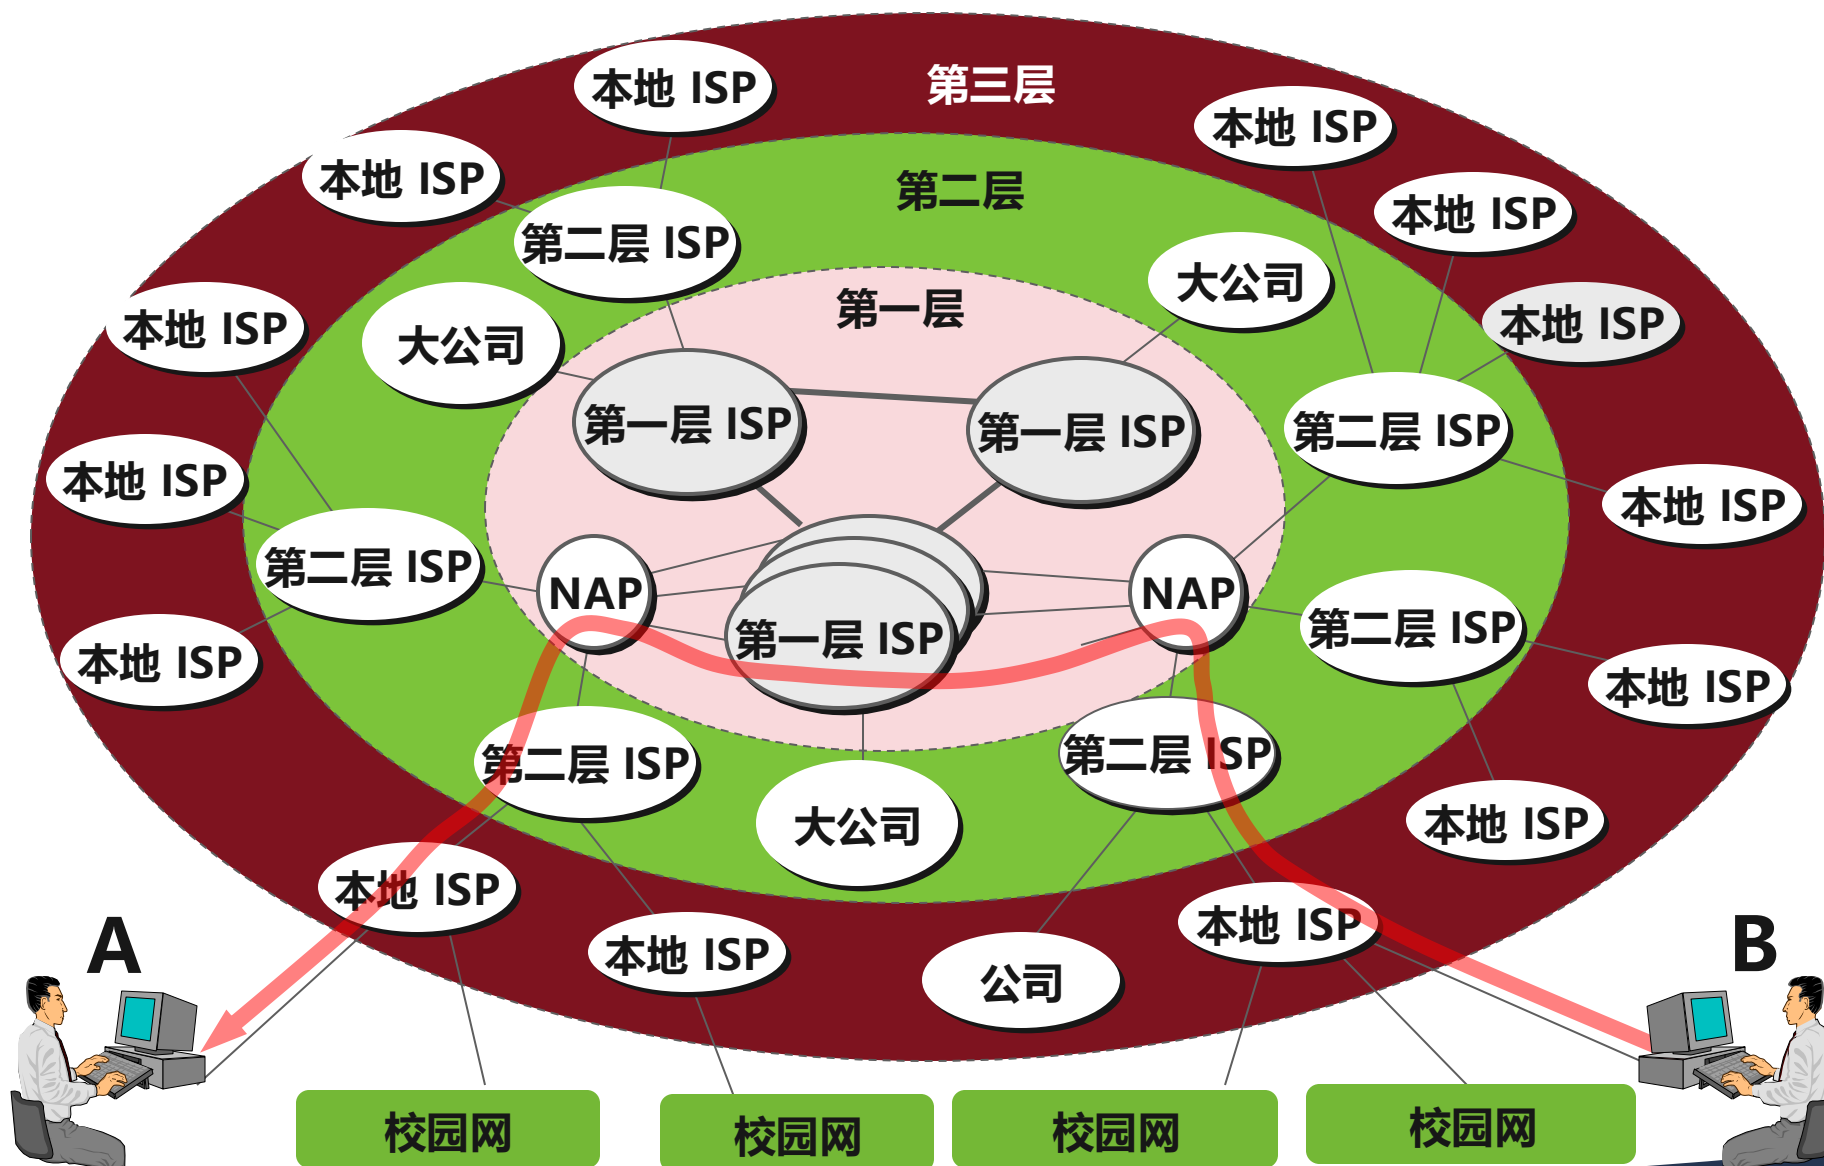 第三层
本地 ISP
本地 ISP
本地 ISP
第二层
本地 ISP
第二层 ISP
大公司
第一层
本地 ISP
本地 ISP
大公司
第一层 ISP
第一层 ISP
第二层 ISP
本地 ISP
本地 ISP
第二层 ISP
NAP
NAP
第一层 ISP
第二层 ISP
本地 ISP
本地 ISP
第二层 ISP
第二层 ISP
大公司
本地 ISP
本地 ISP
本地 ISP
A
B
本地 ISP
公司
校园网
校园网
校园网
校园网